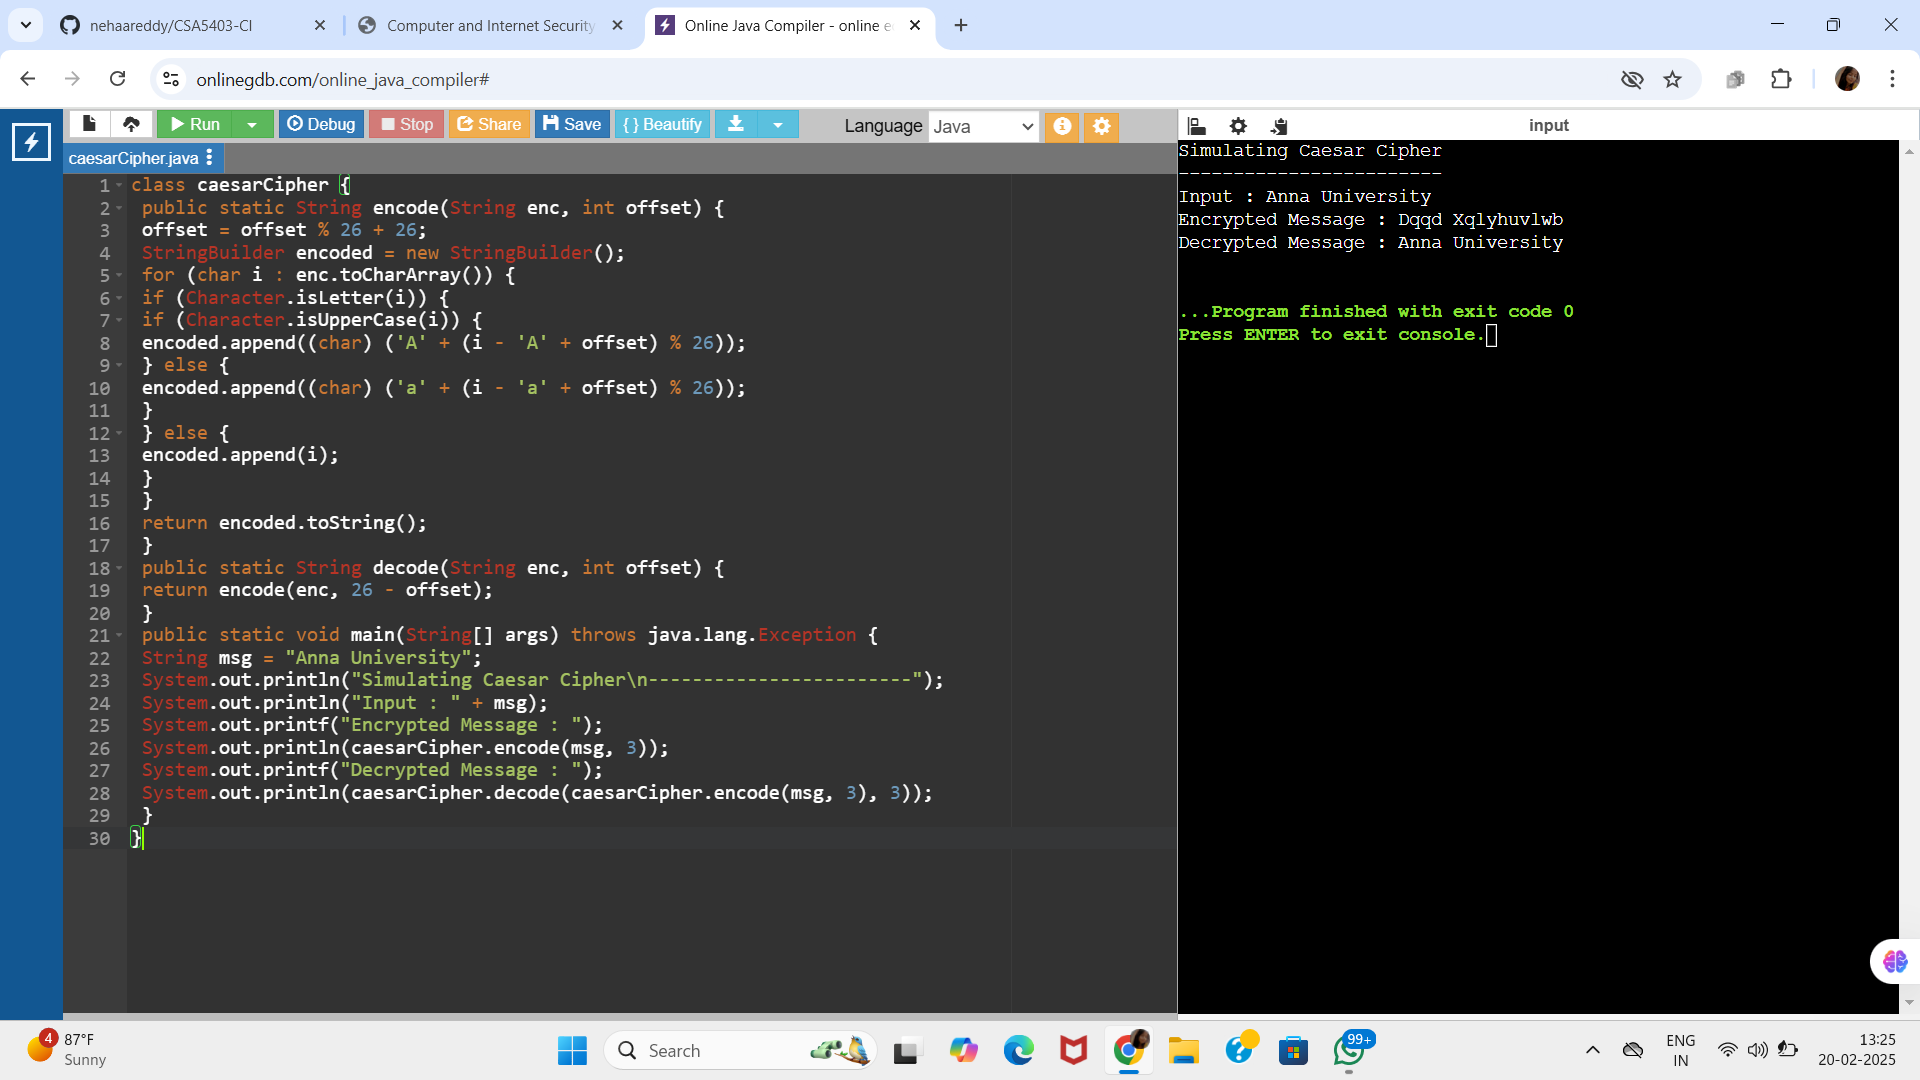 nehaareddy/CSA5403-CI
Computer and Internet Security
Online Java Compiler - online e
onlinegdb.com/online_java_compiler#
Run
Debug
Stop
Share
Save
{ } Beautify
Language
Java
input
caesarCipher.java
1 class caesarCipher {
2 public static String encode(String enc, int offset) {
3 offset = offset % 26 + 26;
4 StringBuilder encoded = new StringBuilder();
5 for (char i : enc.toCharArray()) {
6 if (Character.isLetter(i)) {
7 if (Character.isUpperCase(i)) {
8 encoded.append((char) ('A' + (i - 'A' + offset) % 26));
9 } else {
10 encoded.append((char) ('a' + (i - 'a' + offset) % 26));
11 }
12 } else {
13 encoded.append(i);
14 }
15 }
16 return encoded.toString();
17 }
18 public static String decode(String enc, int offset) {
19 return encode(enc, 26 - offset);
20 }
21 public static void main(String[] args) throws java.lang.Exception {
22 String msg = "Anna University";
23 System.out.println("Simulating Caesar Cipher\n------------------------");
24 System.out.println("Input : " + msg);
25 System.out.printf("Encrypted Message : ");
26 System.out.println(caesarCipher.encode(msg, 3));
27 System.out.printf("Decrypted Message : ");
28 System.out.println(caesarCipher.decode(caesarCipher.encode(msg, 3), 3));
29 }
30 }
Simulating Caesar Cipher
------------------------
Input : Anna University
Encrypted Message : Dqqd Xqlyhuvlwb
Decrypted Message : Anna University
...Program finished with exit code 0
Press ENTER to exit console.
4
87°F
Sunny
Search
99+
ENG
IN
13:25
20-02-2025